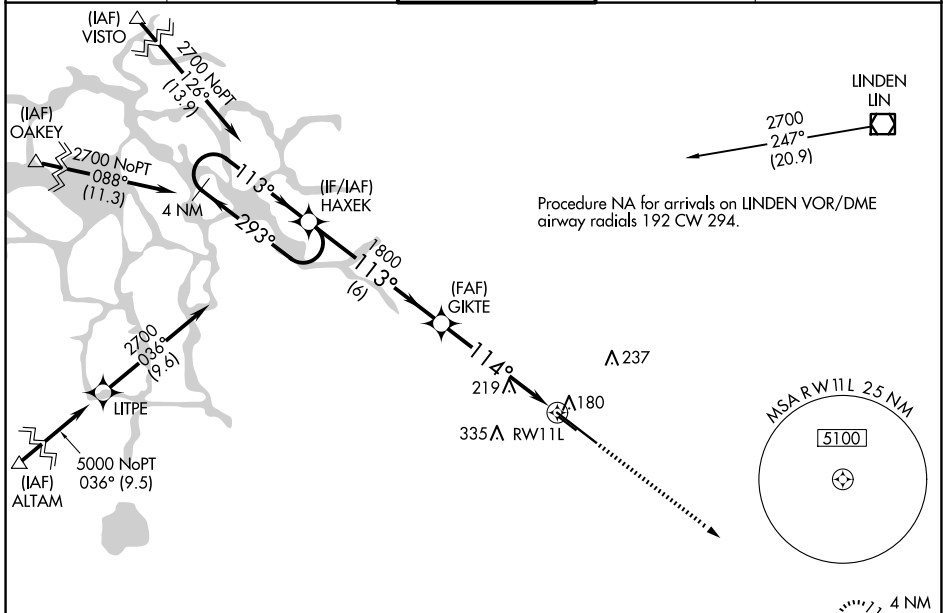 (IAF)
VISTO
2700 NoPT
126°
(13.9)
(IAF)
OAKEY
2700 NoPT
088°
(11.3)
4 NM
113°
293°
(IF/IAF)
HAXEK
LINDEN
LIN
2700
247°
(20.9)
Procedure NA for arrivals on LINDEN VOR/DME
airway radials 192 CW 294.
1800
113°
(6)
(FAF)
GIKTE
114°
237
219
180
335
RW11L
2700
036°
(9.6)
LITPE
5000 NoPT
036° (9.5)
(IAF)
ALTAM
MSA RW11L 25 NM
5100
4 NM